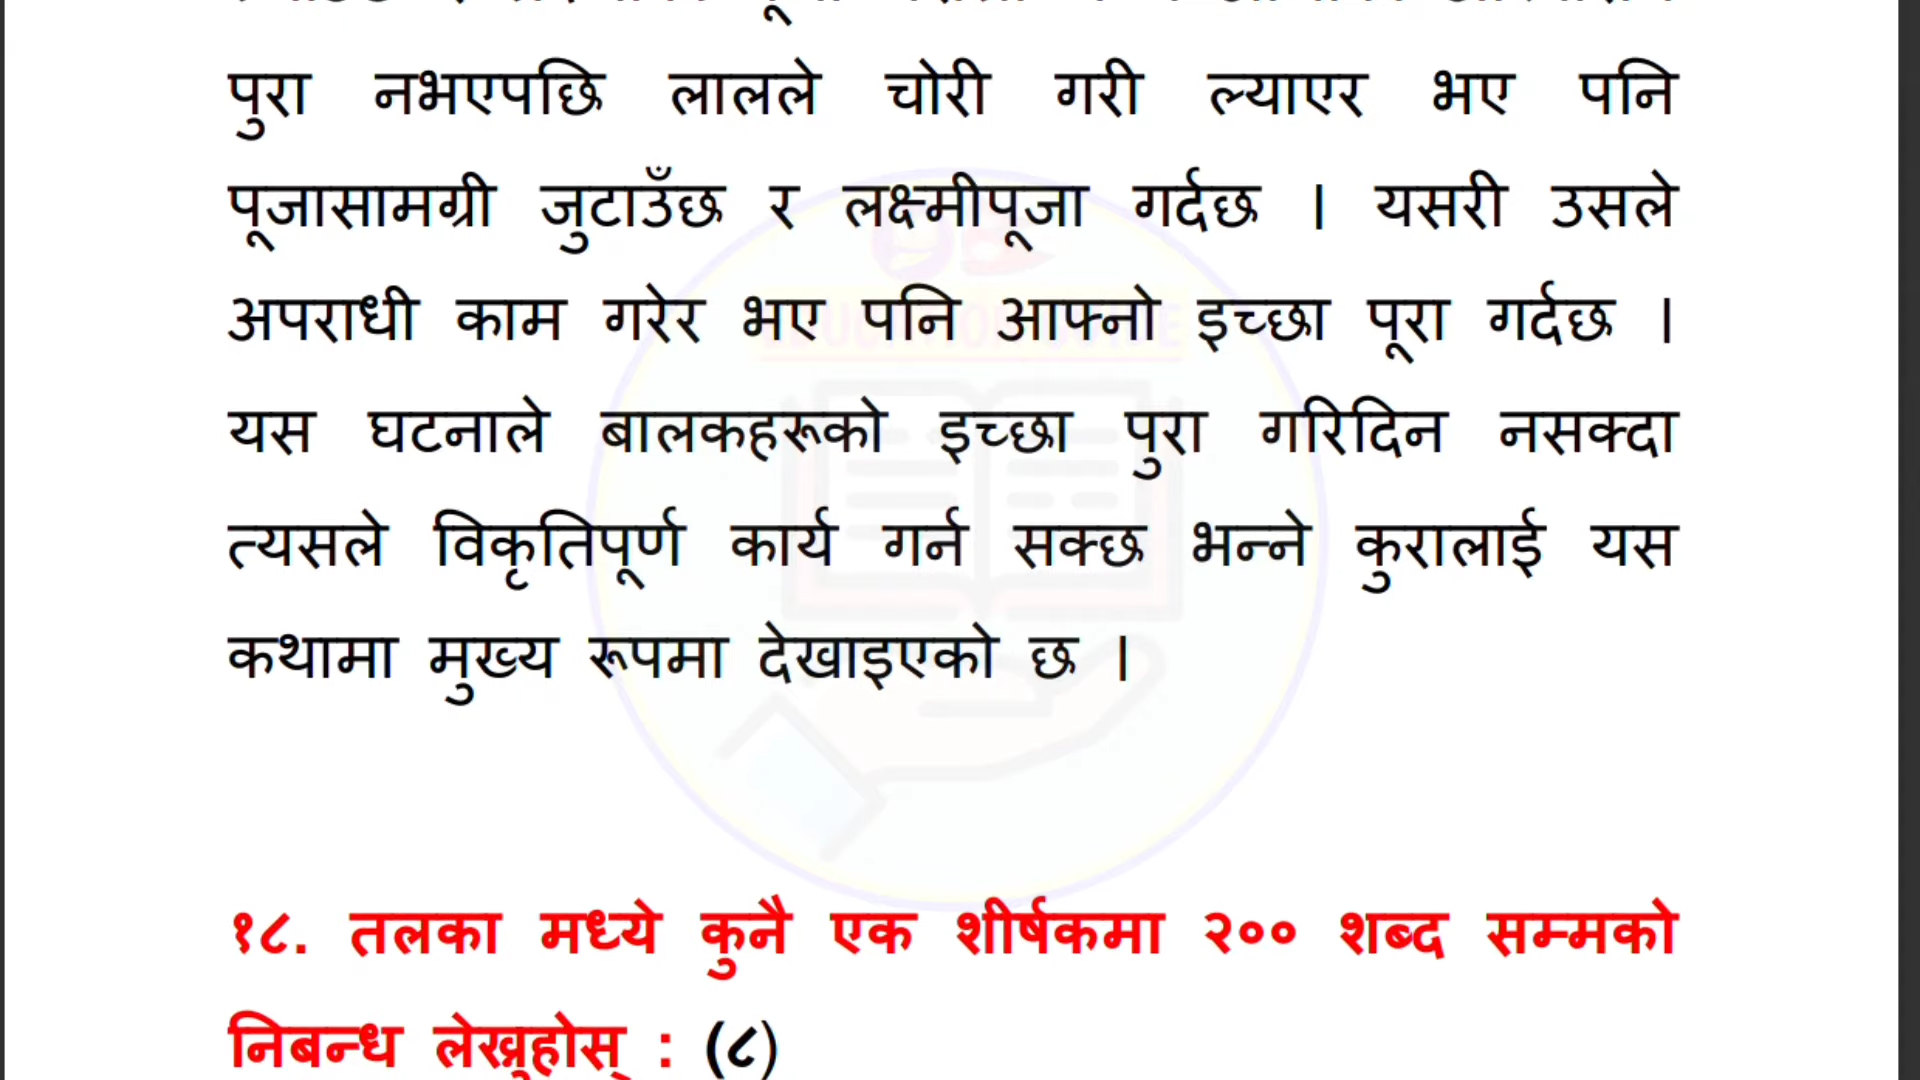 पुरा नभएपछि लालले चोरी गरी ल्याएर भए पनि
पूजासामग्री जुटाउँछ र लक्ष्मीपूजा गर्दछ । यसरी उसले
अपराधी काम गरेर भए पनि आफ्नो इच्छा पूरा गर्दछ ।
यस घटनाले बालकहरूको इच्छा पुरा गरिदिन नसक्दा
त्यसले विकृतिपूर्ण कार्य गर्न सक्छ भन्ने कुरालाई यस
कथामा मुख्य रूपमा देखाइएको छ ।
१८. तलका मध्ये कुनै एक शीर्षकमा २०० शब्द सम्मको
निबन्ध लेख्नुहोस् : (८)